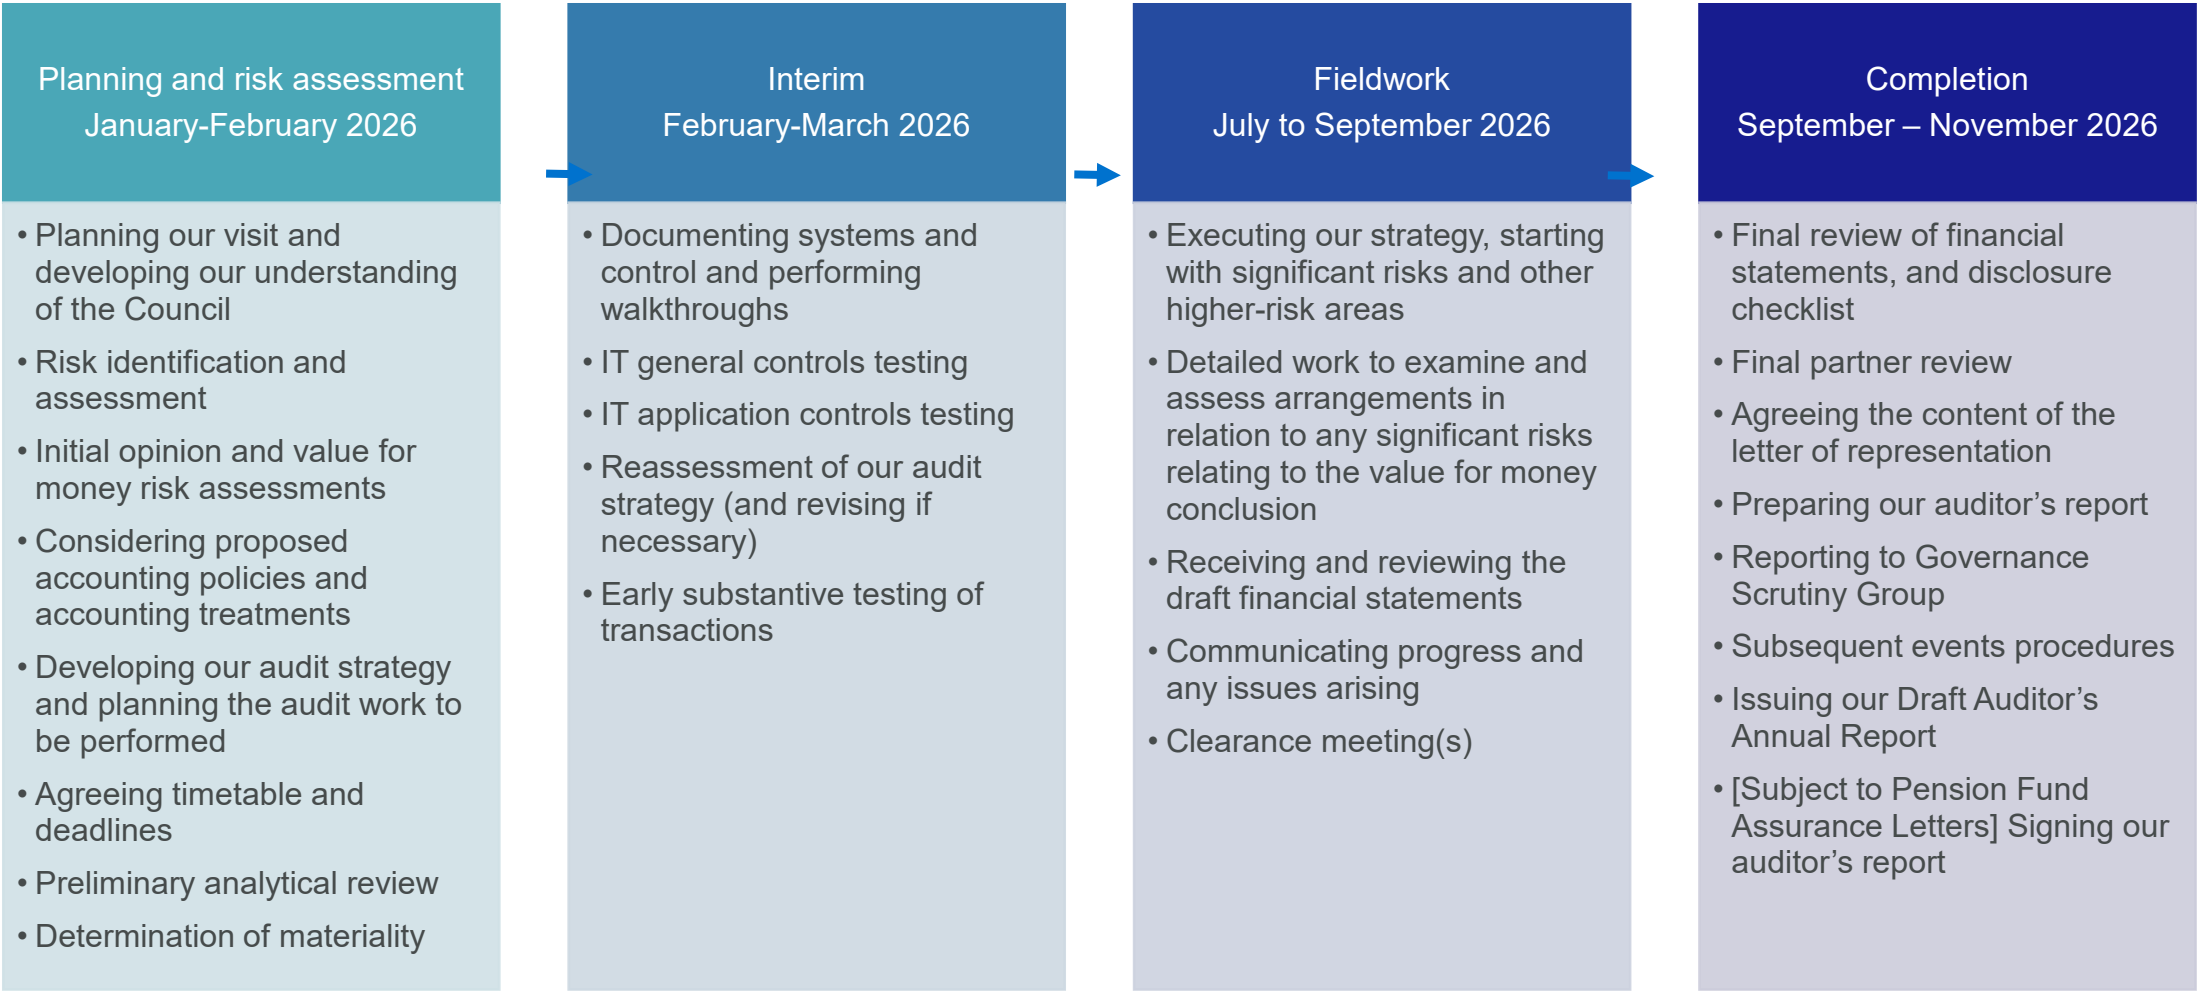 Planning and risk assessment
January-February 2026
• Planning our visit and
developing our understanding
of the Council
• Risk identification and
assessment
• Initial opinion and value for
money risk assessments
• Considering proposed
accounting policies and
accounting treatments
• Developing our audit strategy
and planning the audit work to
be performed
• Agreeing timetable and
deadlines
• Preliminary analytical review
• Determination of materiality
Interim
February-March 2026
• Documenting systems and
control and performing
walkthroughs
• IT general controls testing
• IT application controls testing
• Reassessment of our audit
strategy (and revising if
necessary)
• Early substantive testing of
transactions
Fieldwork
July to September 2026
• Executing our strategy, starting
with significant risks and other
higher-risk areas
• Detailed work to examine and
assess arrangements in
relation to any significant risks
relating to the value for money
conclusion
• Receiving and reviewing the
draft financial statements
• Communicating progress and
any issues arising
• Clearance meeting(s)
Completion
September – November 2026
• Final review of financial
statements, and disclosure
checklist
• Final partner review
• Agreeing the content of the
letter of representation
• Preparing our auditor’s report
• Reporting to Governance
Scrutiny Group
• Subsequent events procedures
• Issuing our Draft Auditor’s
Annual Report
• [Subject to Pension Fund
Assurance Letters] Signing our
auditor’s report